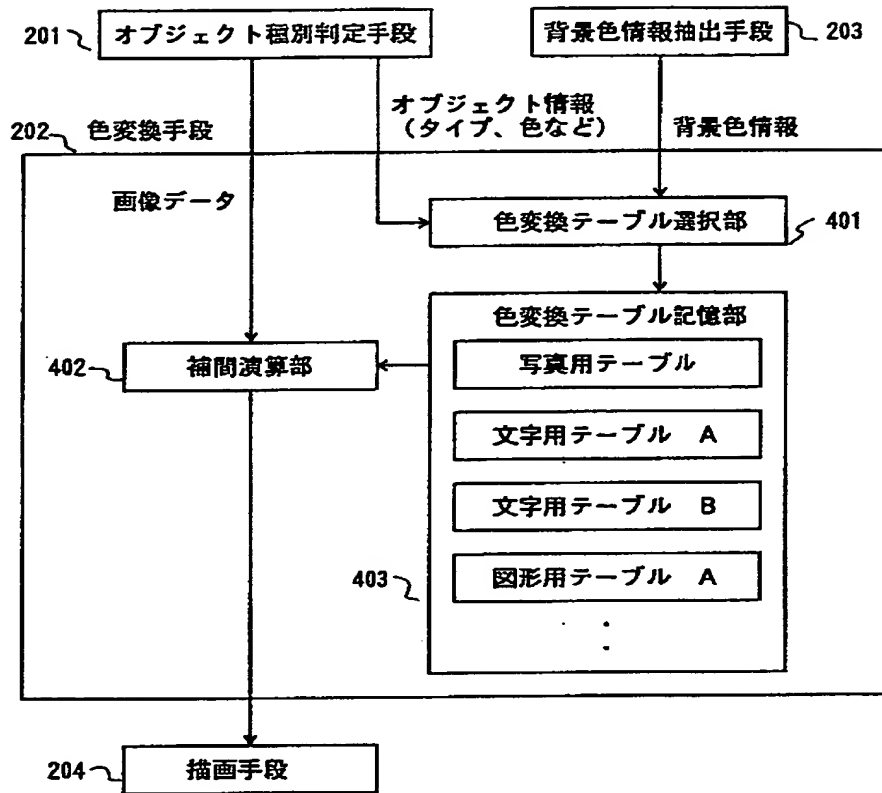 201 オブジェクト種別判定手段
背景色情報抽出手段 203
オブジェクト情報
(タイプ、色など)
202 色変換手段
背景色情報
画像データ
色変換テーブル選択部 401
色変換テーブル記憶部
402 補間演算部
写真用テーブル
文字用テーブル A
文字用テーブル B
403
図形用テーブル A
204 描画手段